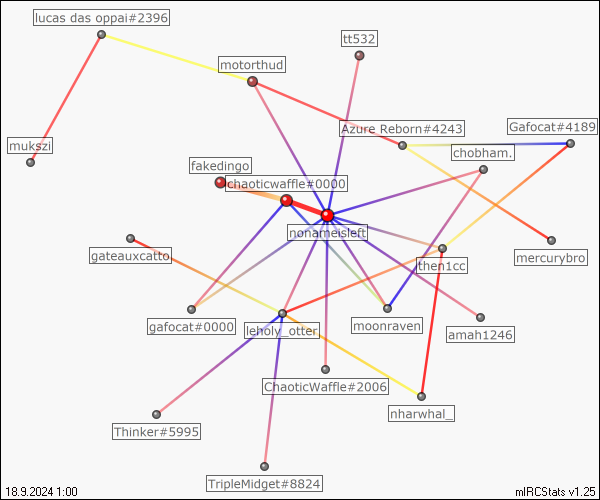 lucas das oppai#2396
tt532
motorthud
Azure Reborn#4243
Gafocat#4189
mukszi
chobham.
fakedingo
chaoticwaffle#0000
nonameisleft
gateauxcatto
then1cc
mercurybro
gafocat#0000
leholy_otter
moonraven
amah1246
ChaoticWaffle#2006
nharwhal_
Thinker#5995
TripleMidget#8824
18.9.2024 1:00
mIRCStats v1.25